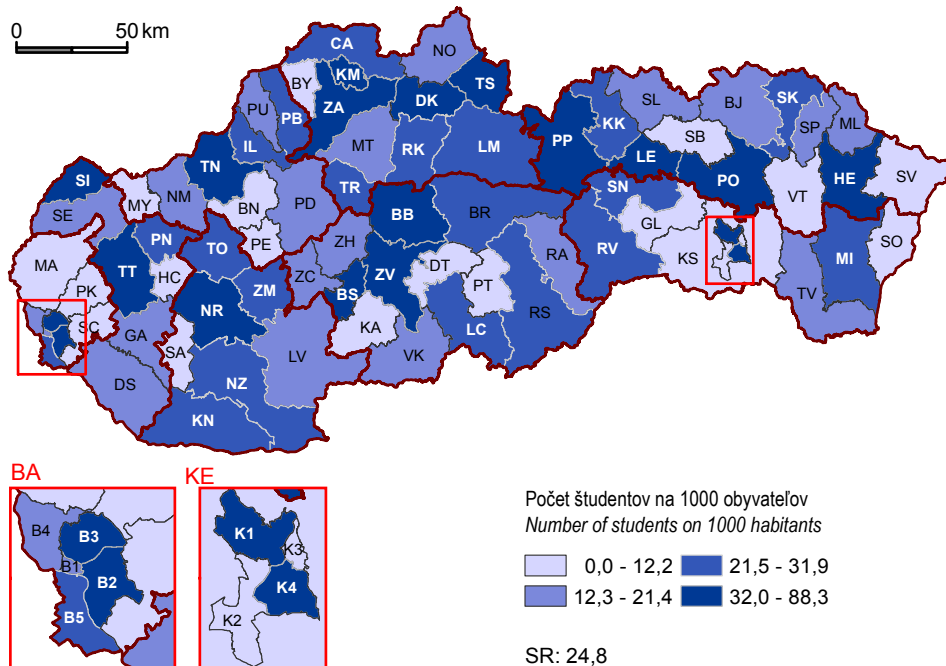 0 50 km
CA NO
BY KM TS
PU PB ZA DK SL BJ SK
KK SP ML
IL MT RK LM PP SB
TN LE PO HE SV
SI TR SN VT
MY NM BN PD BB BR GL
SE PE ZH RV KS SO
MA PN TO RA MI
TT HC ZC DT TV
PK ZM BS ZV PT
SC NR RS
GA SA KA LC
LV VK
DS NZ
KN
BA KE
B4 B3 K1
B1 K3
B2 K4
B5 K2
Počet študentov na 1000 obyvateľov
Number of students on 1000 habitants
0,0 - 12,2 21,5 - 31,9
12,3 - 21,4 32,0 - 88,3
SR: 24,8